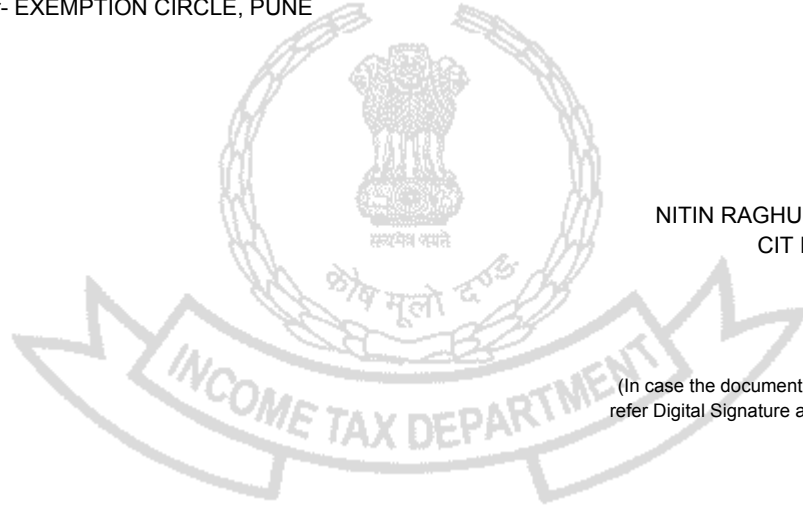 - EXEMPTION CIRCLE, PUNE
सत्यमेव जयते
NITIN RAGHU
CIT
कोष मूलो दण्डः
INCOME TAX DEPARTMENT
(In case the document
refer Digital Signature a